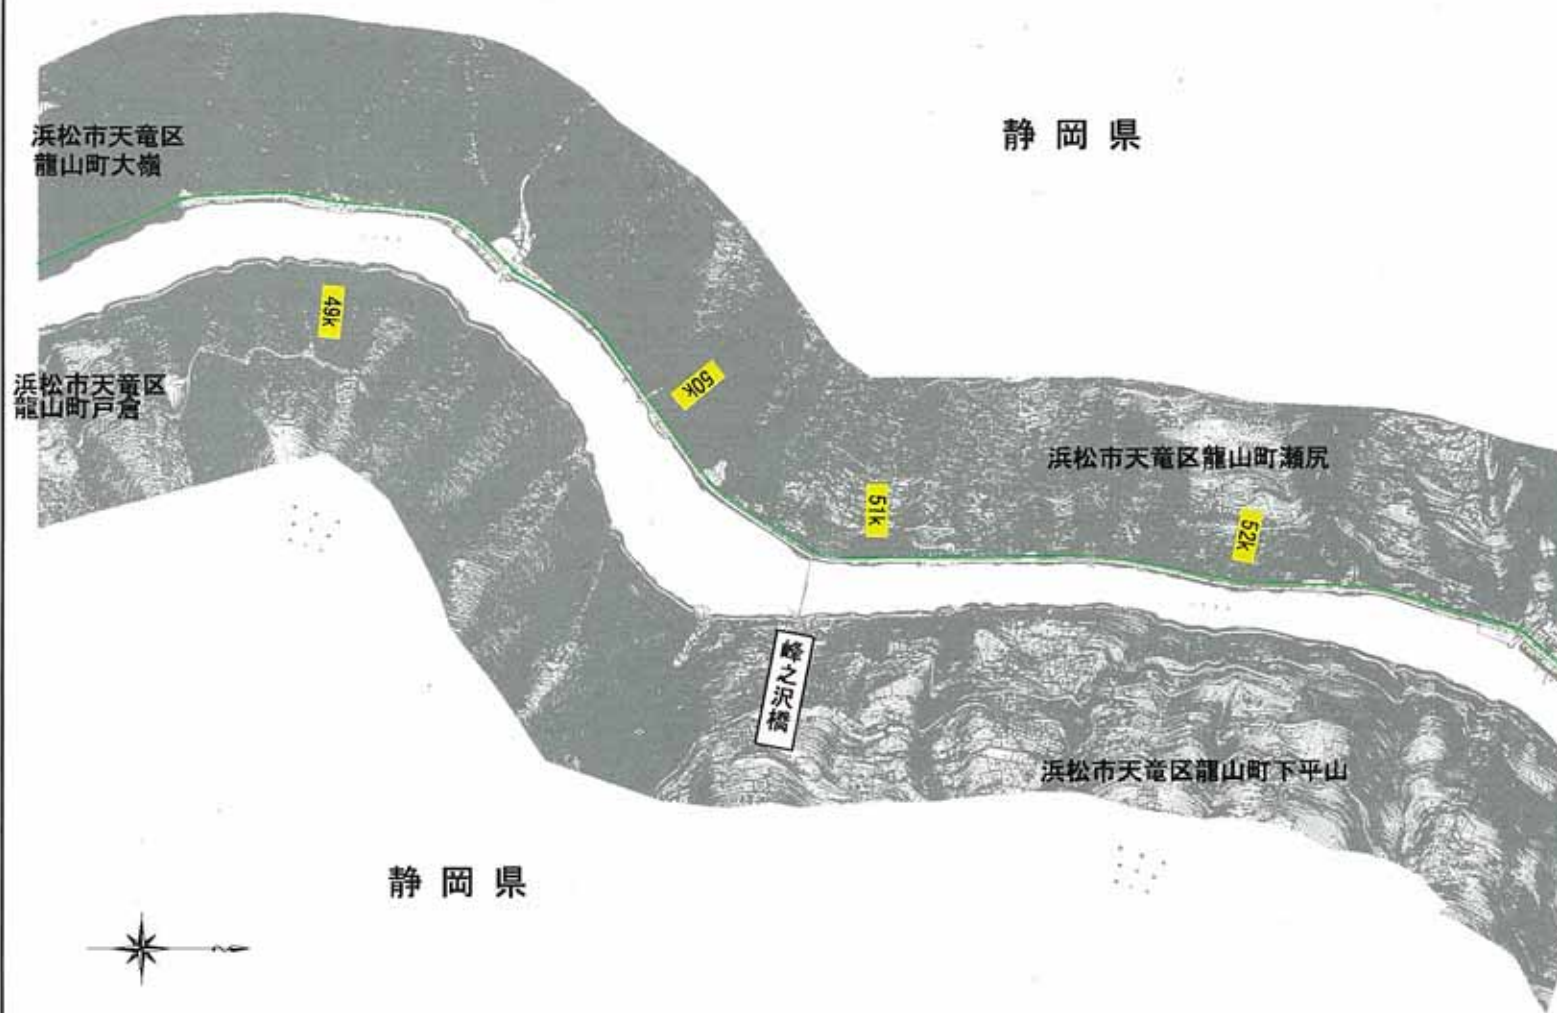 静岡県
浜松市天竜区
龍山町大嶺
49k
浜松市天竜区
龍山町戸倉
50k
浜松市天竜区龍山町瀬尻
51k
52k
峰之沢橋
浜松市天竜区龍山町下平山
静岡県